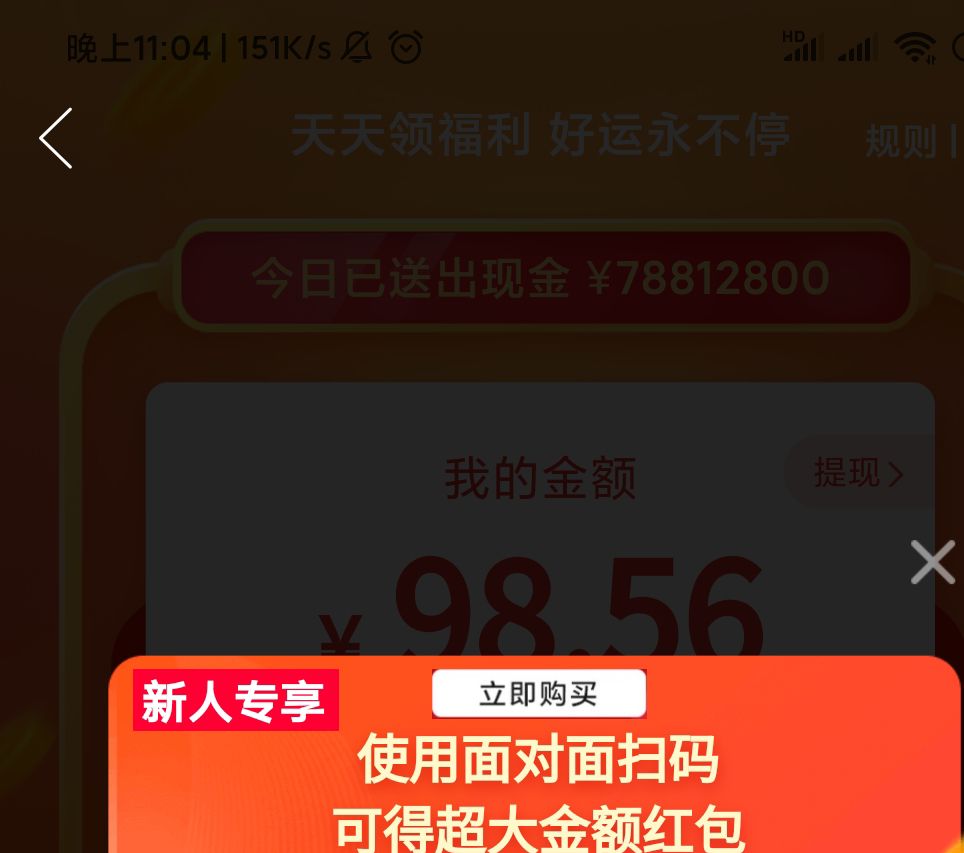 晚上11:04 | 151K/s
HD
天天领福利 好运永不停
规则 |
今日已送出现金 ¥78812800
我的金额
提现
¥ 98.56
新人专享
立即购买
使用面对面扫码
可得超大金额红包